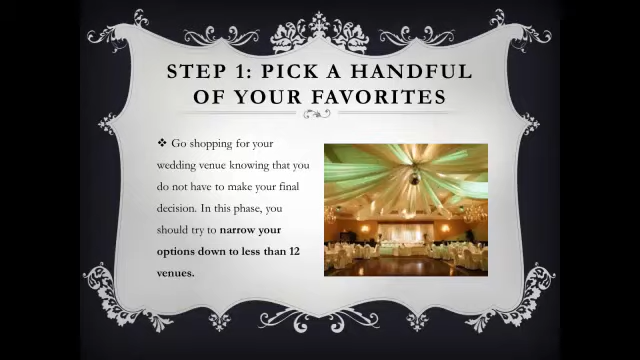 STEP 1: PICK A HANDFUL
OF YOUR FAVORITES
❖ Go shopping for your
wedding venue knowing that you
do not have to make your final
decision. In this phase, you
should try to narrow your
options down to less than 12
venues.